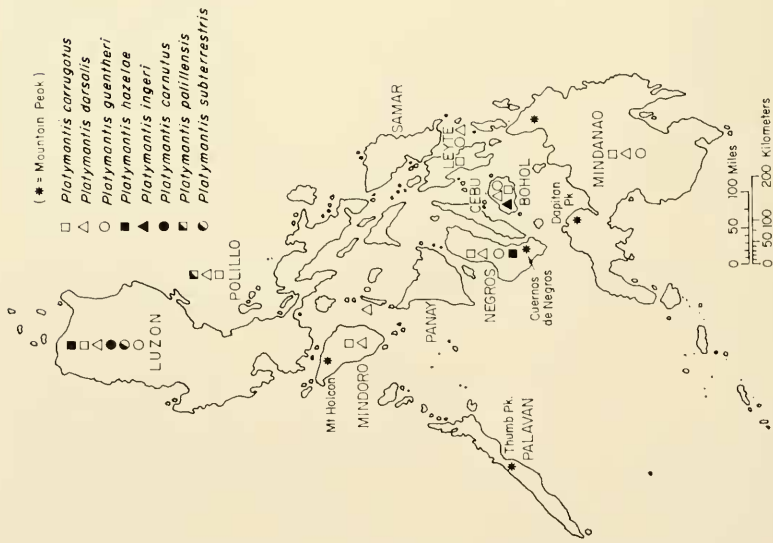 ( ✱ = Mountain Peak )
Platymantis corrugatus
Platymantis dorsalis
Platymantis guentheri
Platymantis hazelae
Platymantis ingeri
Platymantis cornutus
Platymantis polillensis
Platymantis subterrestris
LUZON
POLILLO
Mt Holcon
MINDORO
SAMAR
PANAY
LEYTE
CEBU
NEGROS
BOHOL
Cuernos
de Negros
Thumb Pk.
PALAVAN
Dapitan
Pk
MINDANAO
0 50 100 Miles
0 50 100 200 Kilometers